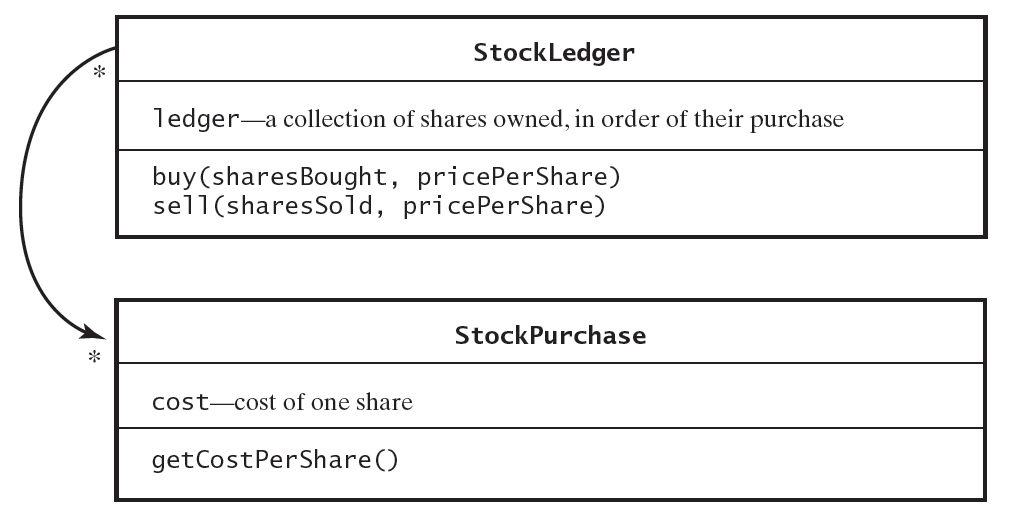 StockLedger
*
ledger—a collection of shares owned, in order of their purchase
buy(sharesBought, pricePerShare)
sell(sharesSold, pricePerShare)
StockPurchase
*
cost—cost of one share
getCostPerShare()